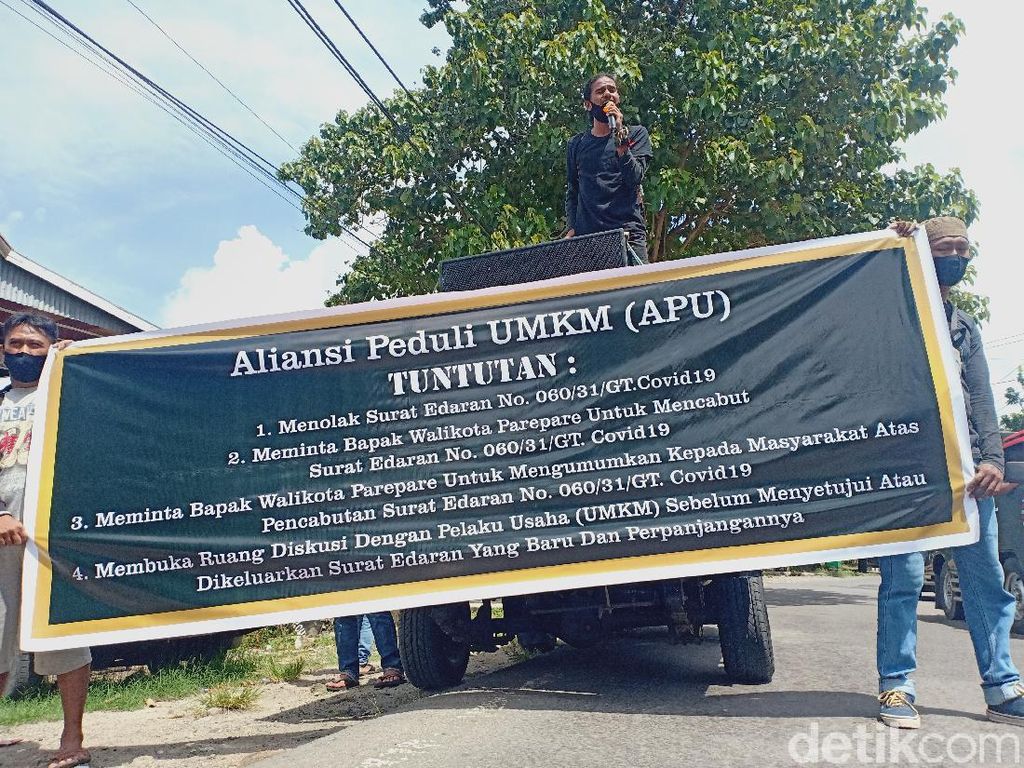 Aliansi Peduli UMKM (APU)
TUNTUTAN :
1. Menolak Surat Edaran No. 060/31/GT.Covid19
2. Meminta Bapak Walikota Parepare Untuk Mencabut
Surat Edaran No. 060/31/GT. Covid19
3. Meminta Bapak Walikota Parepare Untuk Mengumumkan Kepada Masyarakat Atas
Pencabutan Surat Edaran No. 060/31/GT. Covid19
4. Membuka Ruang Diskusi Dengan Pelaku Usaha (UMKM) Sebelum Menyetujui Atau
Dikeluarkan Surat Edaran Yang Baru Dan Perpanjangannya
detikcom